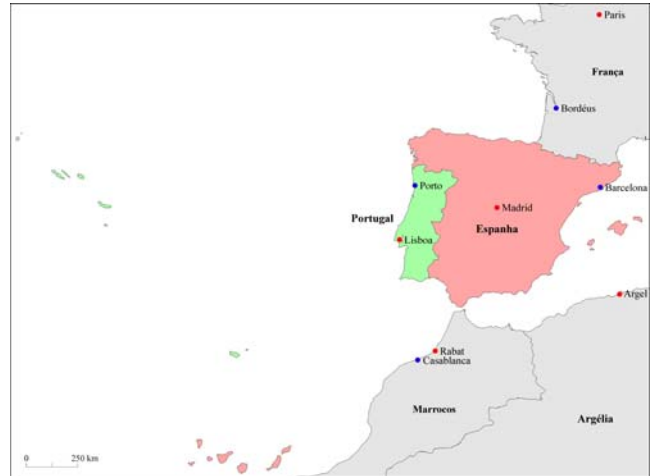 Paris
França
Bordéus
Porto
Barcelona
Madrid
Portugal
Espanha
Lisboa
Argel
Rabat
Casablanca
Marrocos
Argélia
0 250 km